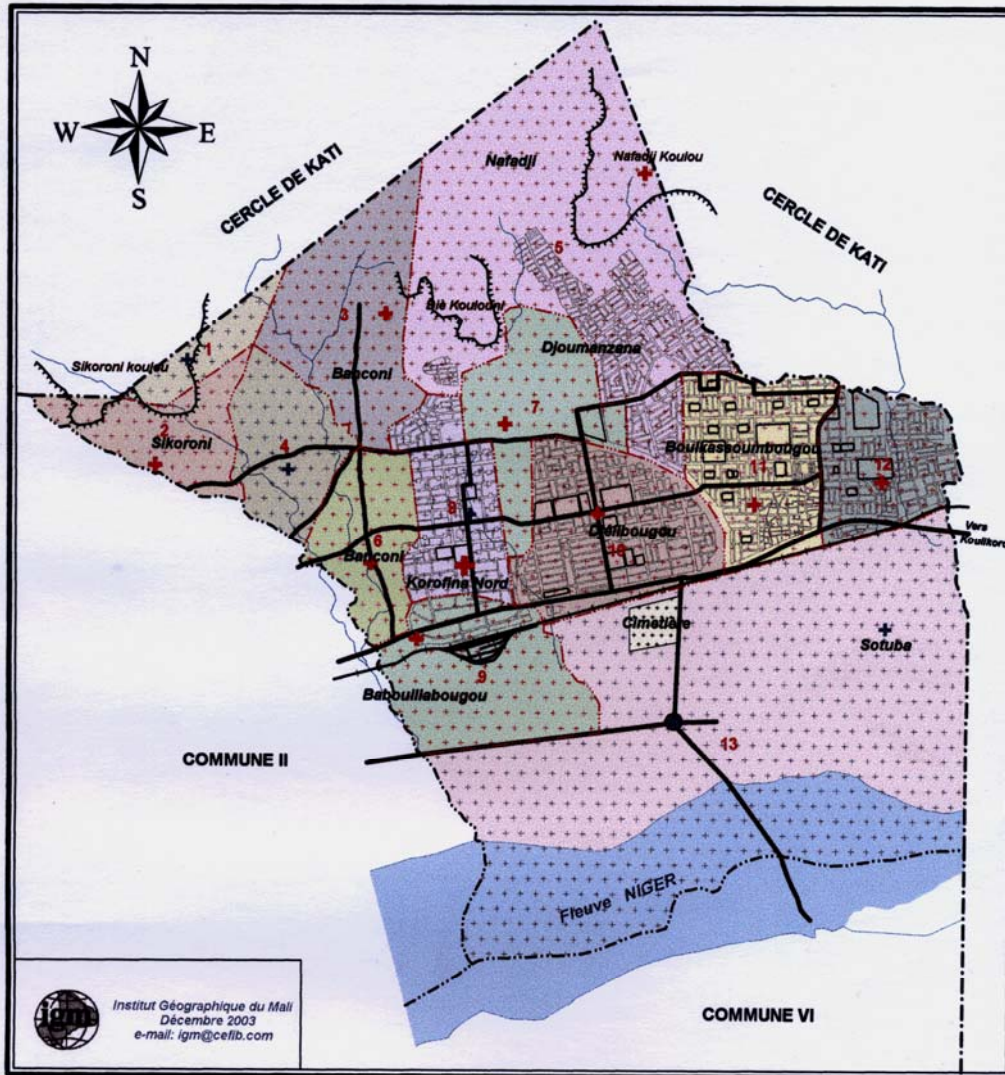 N
W E
S
CERCLE DE KATI
Nafadji
Nafadji Koulou
CERCLE DE KATI
5
3
Banconi
1
Sikoroni koulou
Djoumanzana
7
2
Sikoroni
4
Boulkassoumbougou
11
12
8
6
Banconi
Djélibougou
10
Vers
Koulikoro
Korofina Nord
Cimetière
Sotuba
9
Babouillabougou
13
COMMUNE II
Fleuve NIGER
COMMUNE VI
igm
Institut Géographique du Mali
Décembre 2003
e-mail: igm@cefib.com